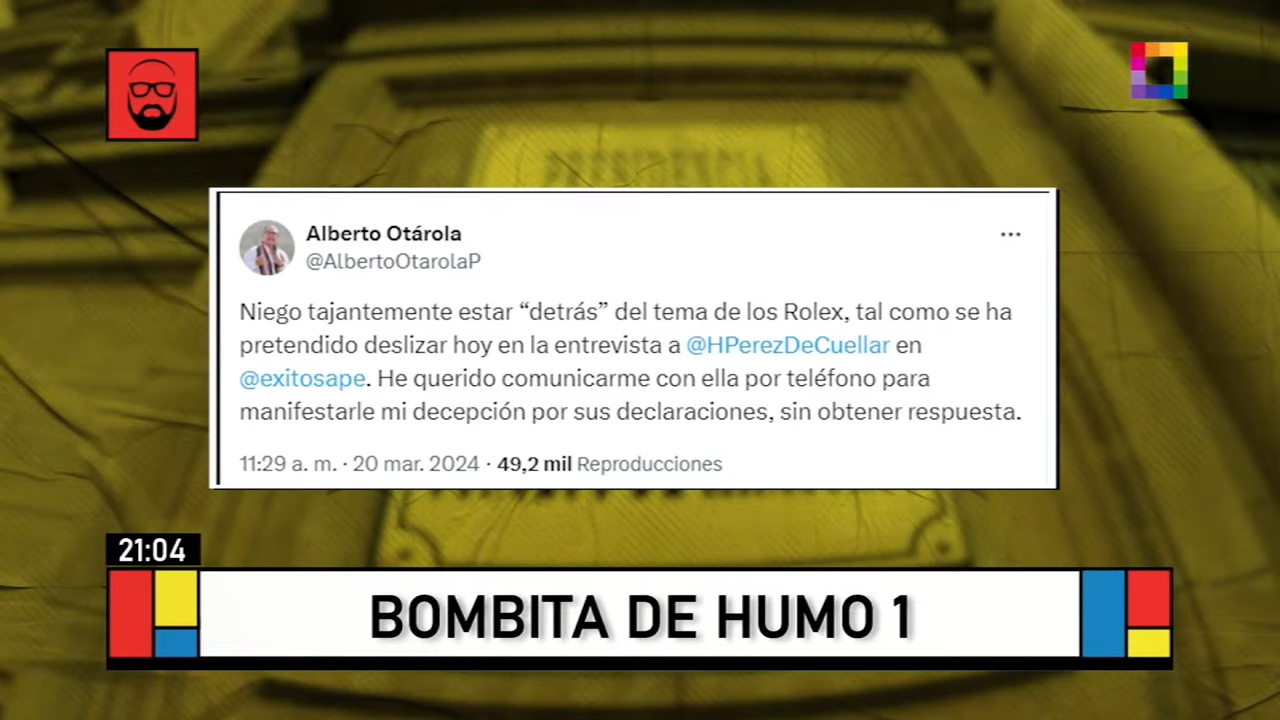 PRESIDENCIA
Alberto Otárola
@AlbertoOtarolaP
Niego tajantemente estar “detrás” del tema de los Rolex, tal como se ha
pretendido deslizar hoy en la entrevista a @HPerezDeCuellar en
@exitosape. He querido comunicarme con ella por teléfono para
manifestarle mi decepción por sus declaraciones, sin obtener respuesta.
11:29 a. m. · 20 mar. 2024 · 49,2 mil Reproducciones
21:04
BOMBITA DE HUMO 1